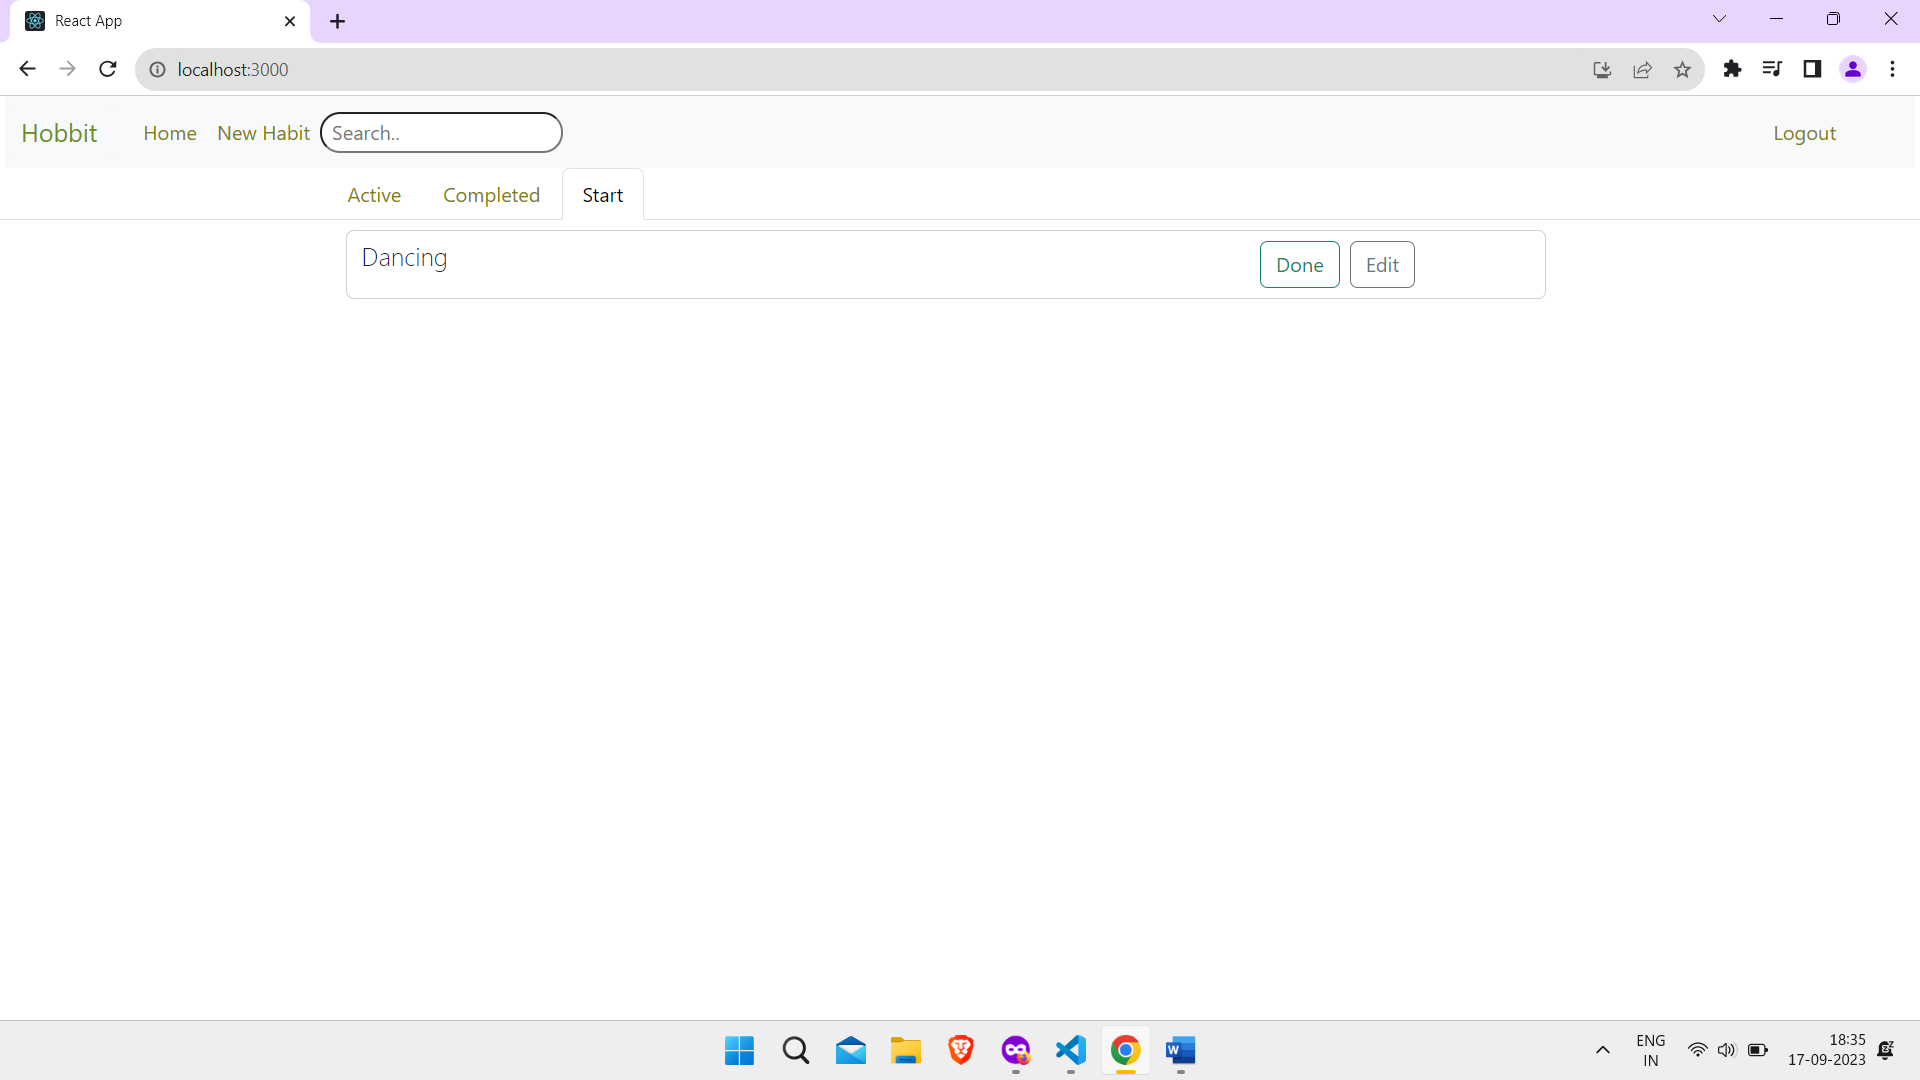 React App
localhost:3000
Hobbit Home New Habit Search.. Logout
Active Completed Start
Dancing Done Edit
ENG
IN
18:35
17-09-2023